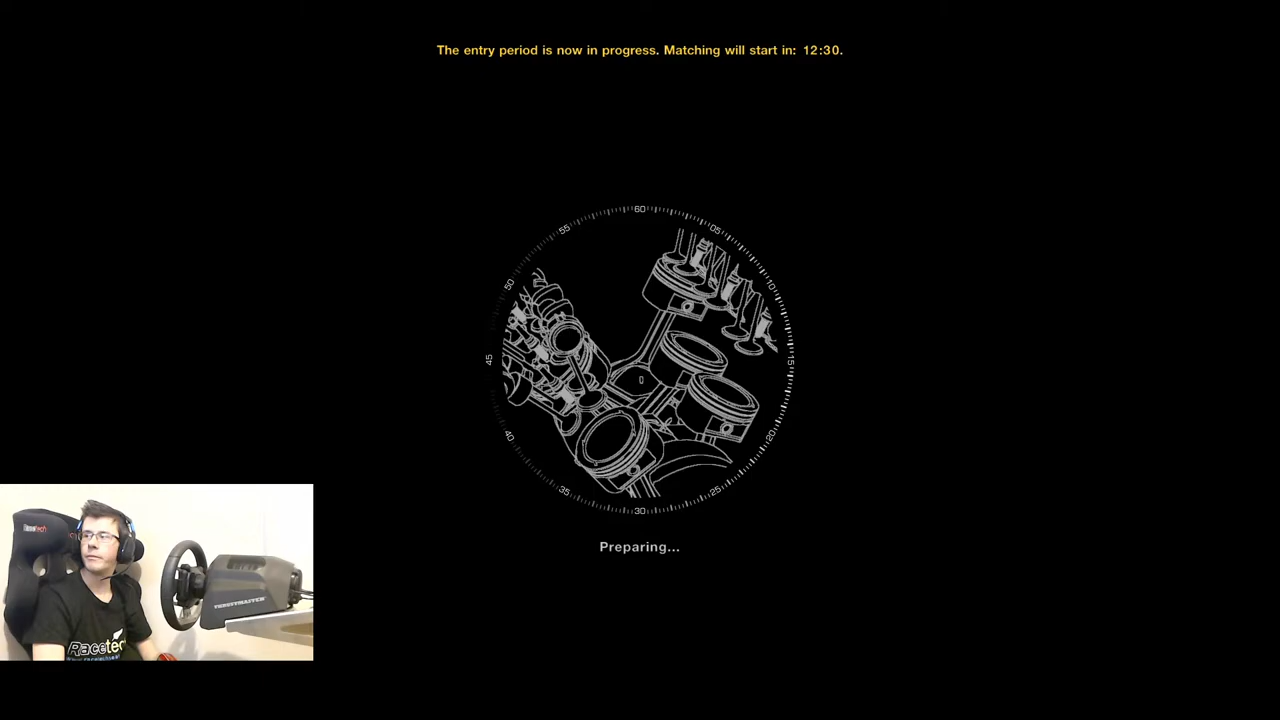 The entry period is now in progress. Matching will start in: 12:30.
60
55
05
50
10
45
15
40
20
35
25
30
Preparing...
Racetech
THRUSTMASTER
Racetech